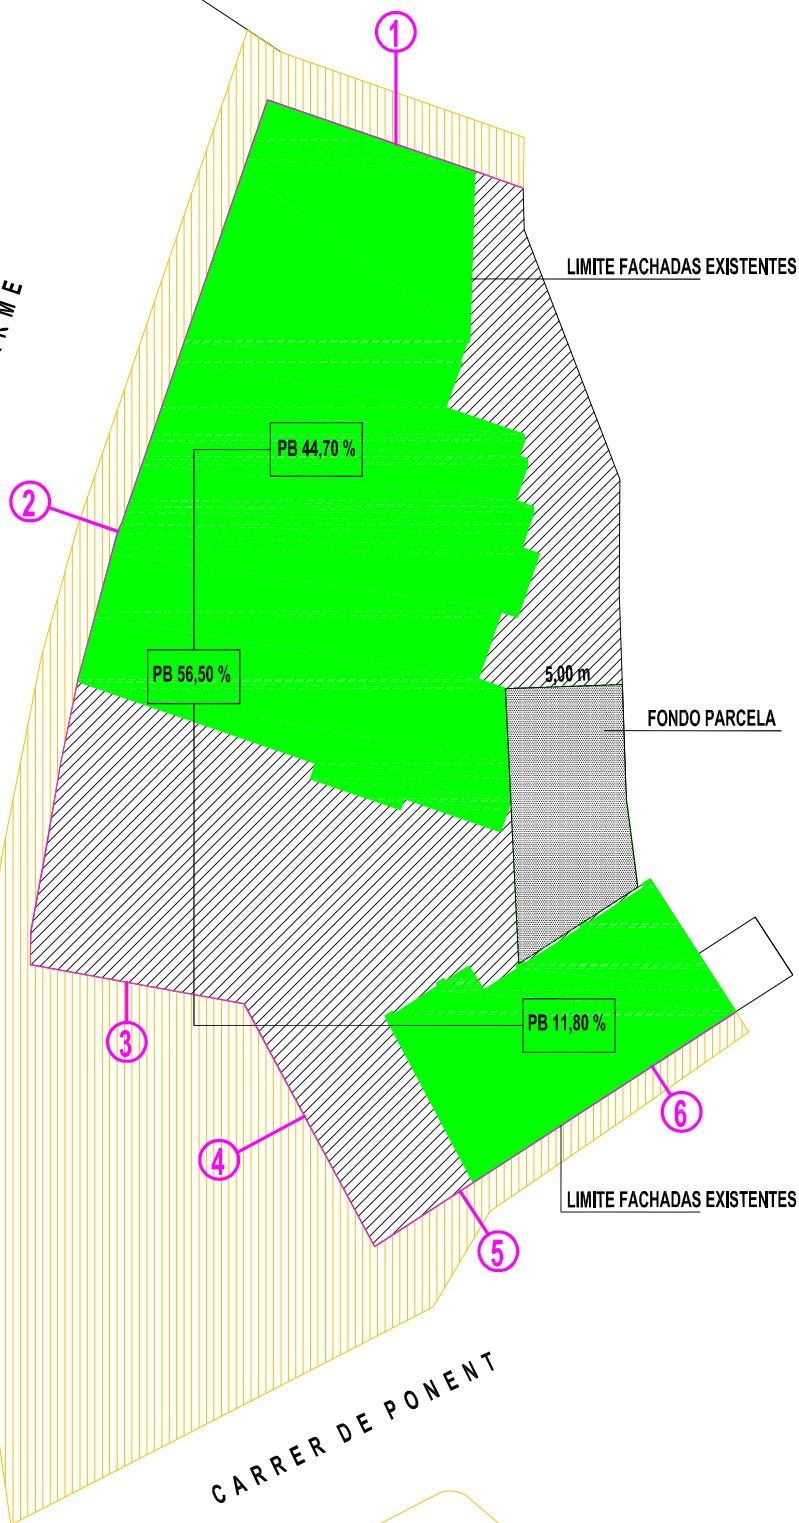 1
LIMITE FACHADAS EXISTENTES
PB 44,70 %
2
PB 56,50 %
5,00 m
FONDO PARCELA
PB 11,80 %
3
6
4
LIMITE FACHADAS EXISTENTES
5
CARRER DE PONENT